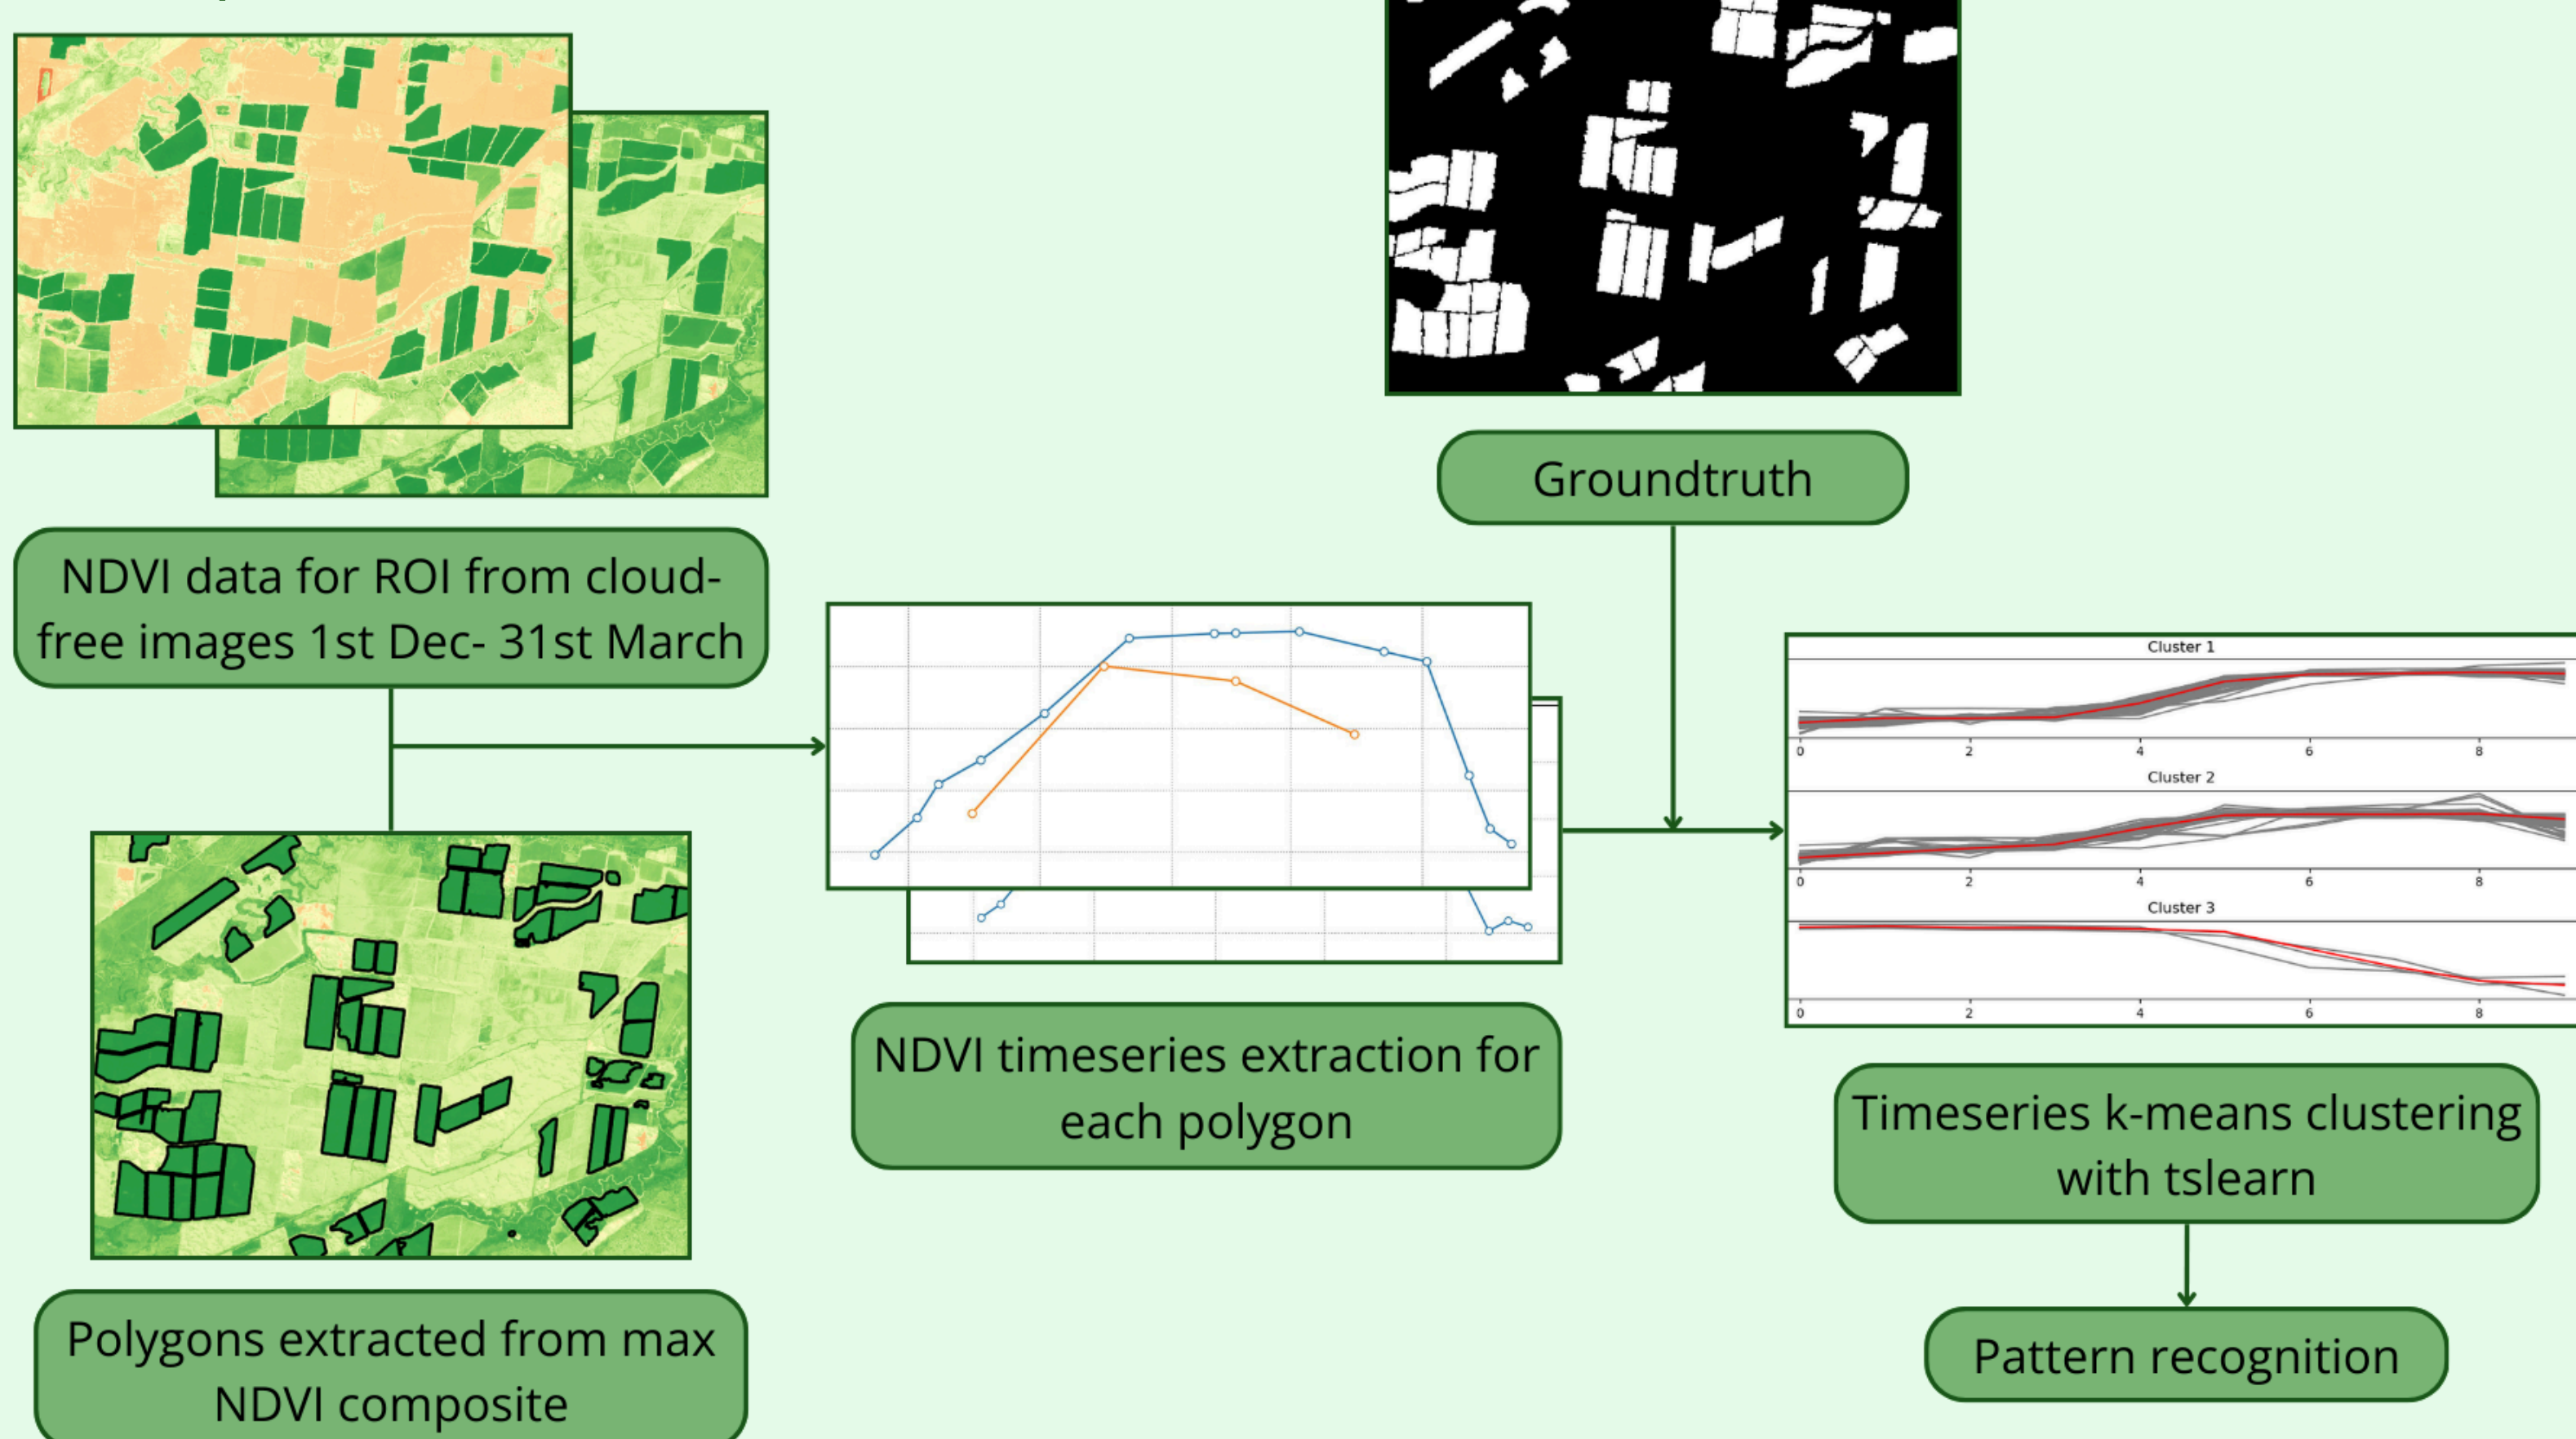 NDVI data for ROI from cloud-
free images 1st Dec- 31st March
Polygons extracted from max
NDVI composite
NDVI timeseries extraction for
each polygon
Groundtruth
Cluster 1
0 2 4 6 8
Cluster 2
0 2 4 6 8
Cluster 3
0 2 4 6 8
Timeseries k-means clustering
with tslearn
Pattern recognition